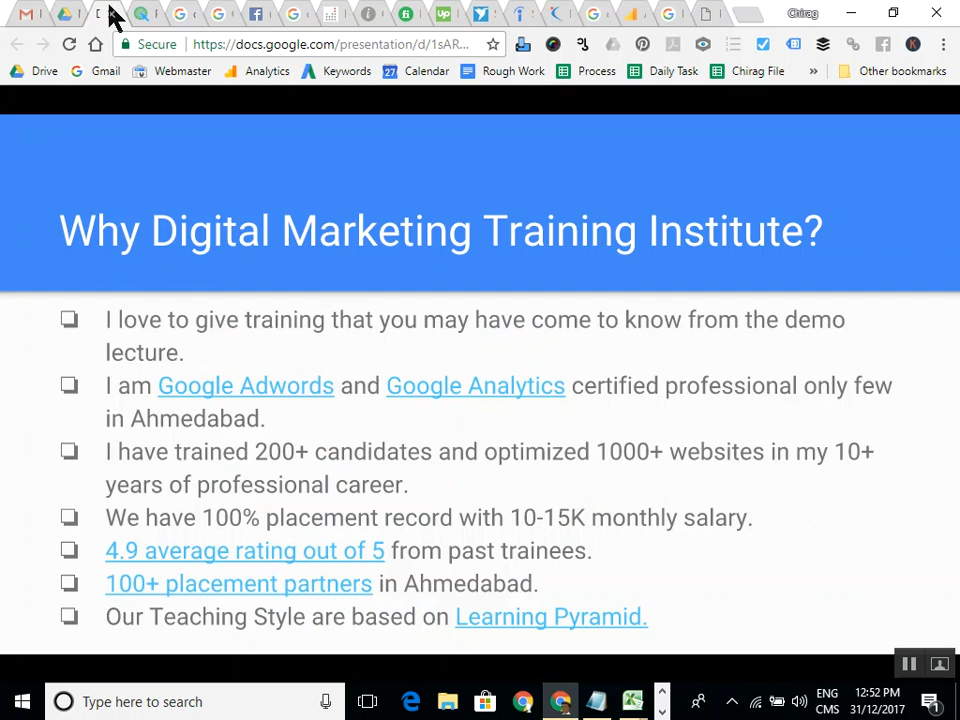 Chirag
Secure
https://docs.google.com/presentation/d/1sAR...
Drive
Gmail
Webmaster
Analytics
Keywords
27
Calendar
Rough Work
Process
Daily Task
Chirag File
»
Other bookmarks
Why Digital Marketing Training Institute?
I love to give training that you may have come to know from the demo
lecture.
I am Google Adwords and Google Analytics certified professional only few
in Ahmedabad.
I have trained 200+ candidates and optimized 1000+ websites in my 10+
years of professional career.
We have 100% placement record with 10-15K monthly salary.
4.9 average rating out of 5 from past trainees.
100+ placement partners in Ahmedabad.
Our Teaching Style are based on Learning Pyramid.
Type here to search
ENG
CMS
12:52 PM
31/12/2017